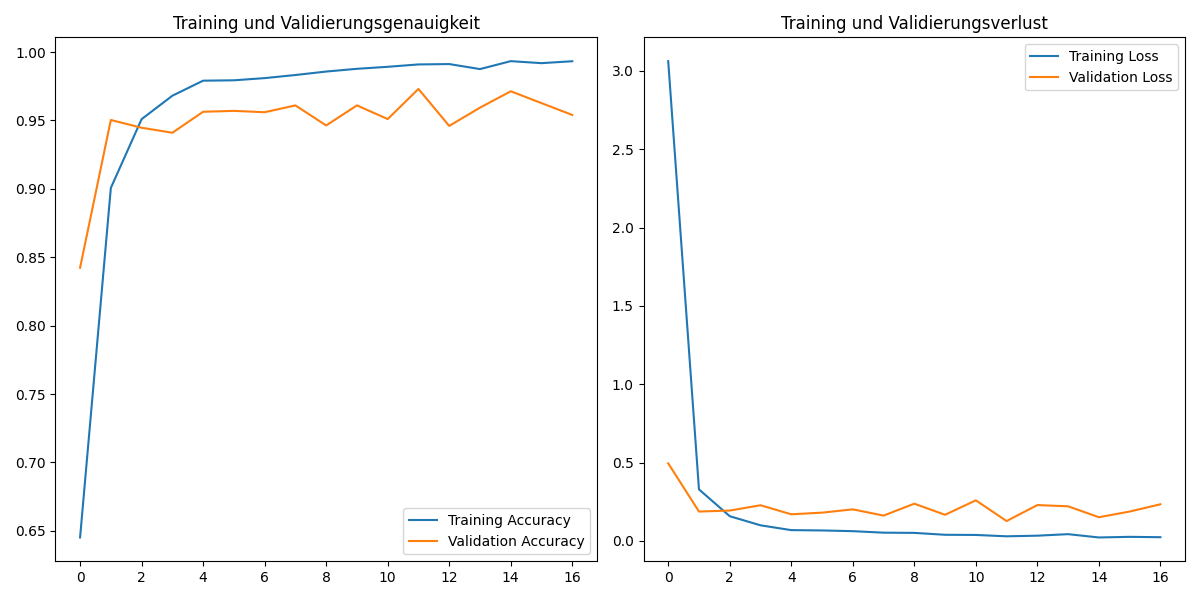 Training und Validierungsgenauigkeit
1.00
0.95
0.90
0.85
0.80
0.75
0.70
0.65
Training Accuracy
Validation Accuracy
0 2 4 6 8 10 12 14 16
Training und Validierungsverlust
Training Loss
Validation Loss
3.0
2.5
2.0
1.5
1.0
0.5
0.0
0 2 4 6 8 10 12 14 16